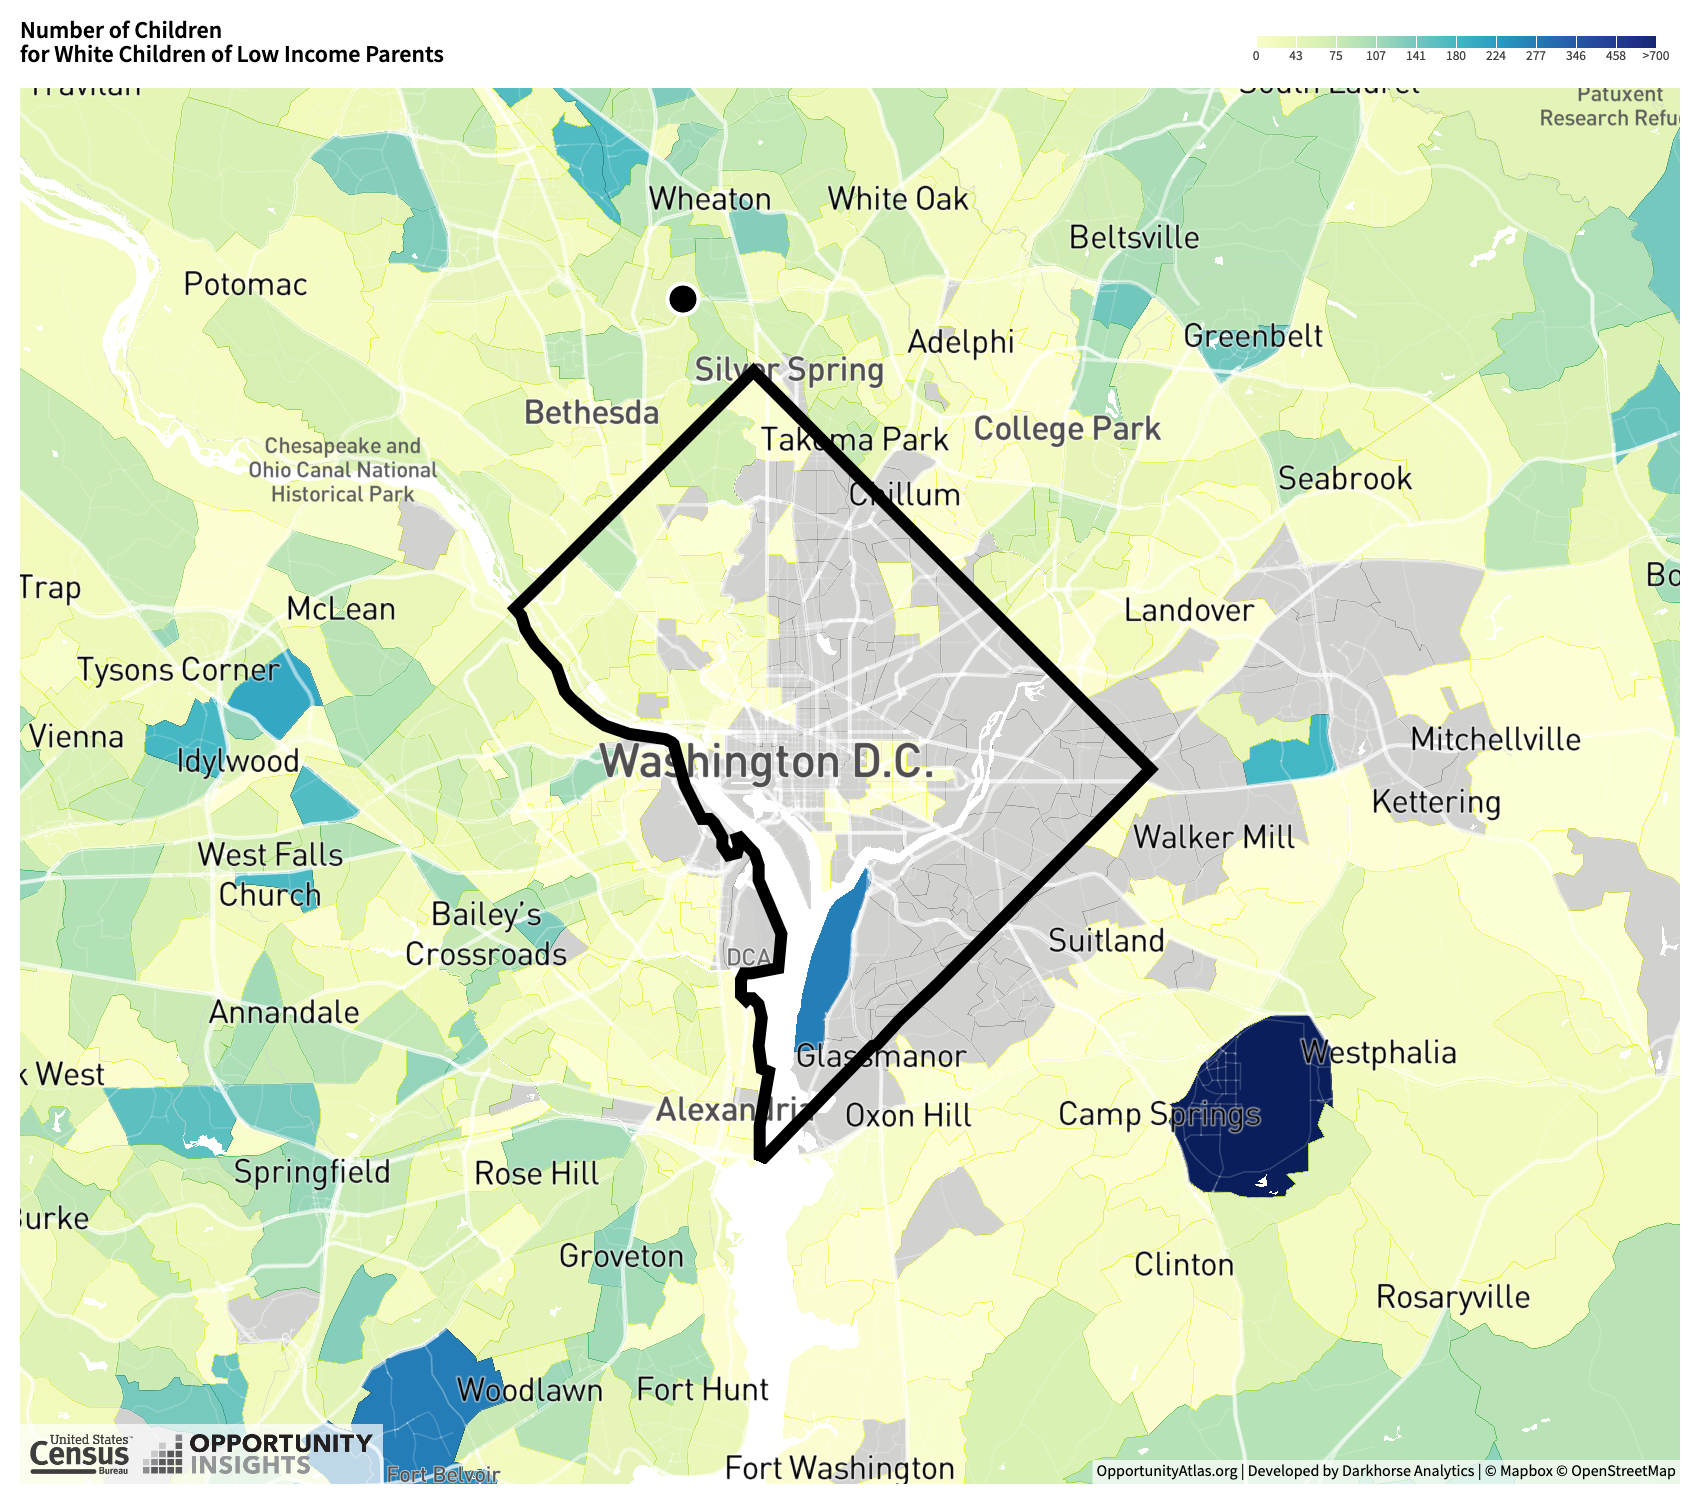 Number of Children
for White Children of Low Income Parents
0 43 75 107 141 180 224 277 346 458 >700
South Laurel
Patuxent
Research Refu
Wheaton
White Oak
Beltsville
Potomac
Greenbelt
Adelphi
Silver Spring
Bethesda
College Park
Takoma Park
Chesapeake and
Ohio Canal National
Historical Park
Seabrook
Chillum
Bo
Trap
McLean
Landover
Tysons Corner
Vienna
Idylwood
Washington D.C.
Mitchellville
Kettering
Walker Mill
West Falls
Church
Bailey's
Crossroads
Suitland
DCA
Annandale
Glassmanor
Westphalia
k West
Alexandria
Oxon Hill
Camp Springs
Springfield
Rose Hill
Burke
Groveton
Clinton
Rosaryville
Woodlawn
Fort Hunt
Fort Washington
Fort Belvoir
United States™
Census
Bureau
OPPORTUNITY
INSIGHTS
OpportunityAtlas.org | Developed by Darkhorse Analytics | © Mapbox © OpenStreetMap